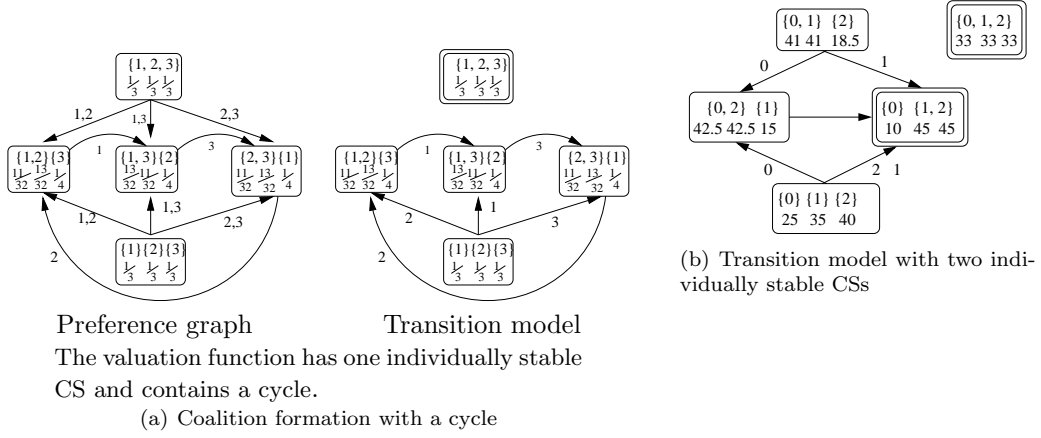 {1, 2, 3}
1/3 1/3 1/3
1,2
1,3
2,3
1
3
{1,2}{3}
11/32 13/32 1/4
{1, 3}{2}
13/32 11/32 1/4
{2, 3}{1}
11/32 13/32 1/4
1,2
1,3
2,3
2
{1}{2}{3}
1/3 1/3 1/3
Preference graph
{1, 2, 3}
1/3 1/3 1/3
1
3
{1,2}{3}
11/32 13/32 1/4
{1, 3}{2}
13/32 11/32 1/4
{2, 3}{1}
11/32 13/32 1/4
2
1
3
2
{1}{2}{3}
1/3 1/3 1/3
Transition model
The valuation function has one individually stable
CS and contains a cycle.
(a) Coalition formation with a cycle
{0, 1} {2}
41 41 18.5
{0, 1, 2}
33 33 33
0
1
{0, 2} {1}
42.5 42.5 15
{0} {1, 2}
10 45 45
0
2 1
{0} {1} {2}
25 35 40
(b) Transition model with two indi-
vidually stable CSs